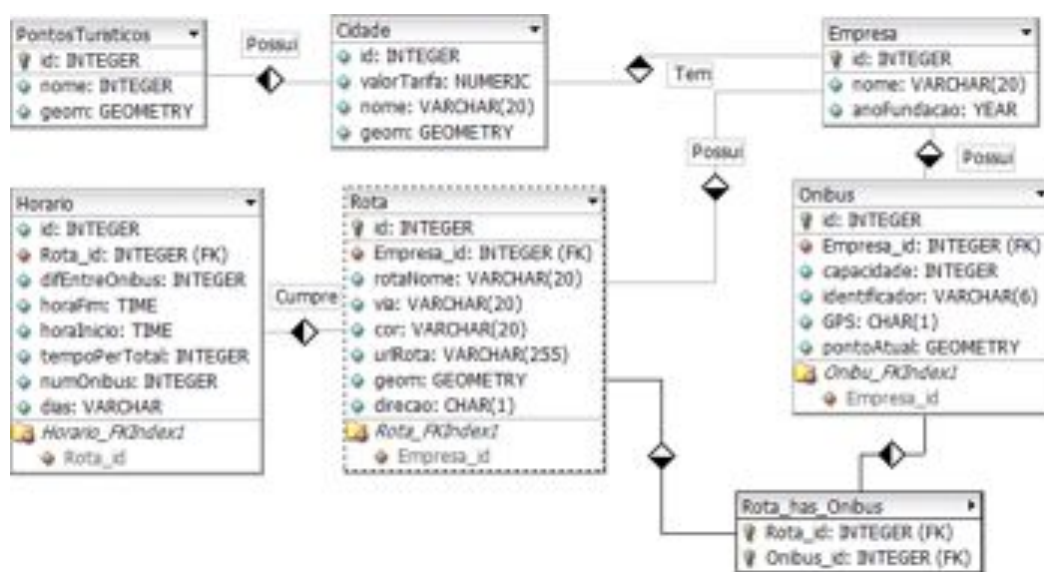 PontosTuristicos
id: INTEGER
nome: INTEGER
geom: GEOMETRY
Possui
Cidade
id: INTEGER
valorTarifa: NUMERIC
nome: VARCHAR(20)
geom: GEOMETRY
Tem
Empresa
id: INTEGER
nome: VARCHAR(20)
anoFundacao: YEAR
Possui
Possui
Horario
id: INTEGER
Rota_id: INTEGER (FK)
difEntreOnibus: INTEGER
horaFim: TIME
horaInicio: TIME
tempoPerTotal: INTEGER
numOnibus: INTEGER
dias: VARCHAR
Horario_FKIndex1
Rota_id
Cumpre
Rota
id: INTEGER
Empresa_id: INTEGER (FK)
rotaNome: VARCHAR(20)
via: VARCHAR(20)
cor: VARCHAR(20)
urlRota: VARCHAR(255)
geom: GEOMETRY
direcao: CHAR(1)
Rota_FKIndex1
Empresa_id
Onibus
id: INTEGER
Empresa_id: INTEGER (FK)
capacidade: INTEGER
identificador: VARCHAR(6)
GPS: CHAR(1)
pontoAtual: GEOMETRY
Onibu_FKIndex1
Empresa_id
Rota_has_Onibus
Rota_id: INTEGER (FK)
Onibus_id: INTEGER (FK)